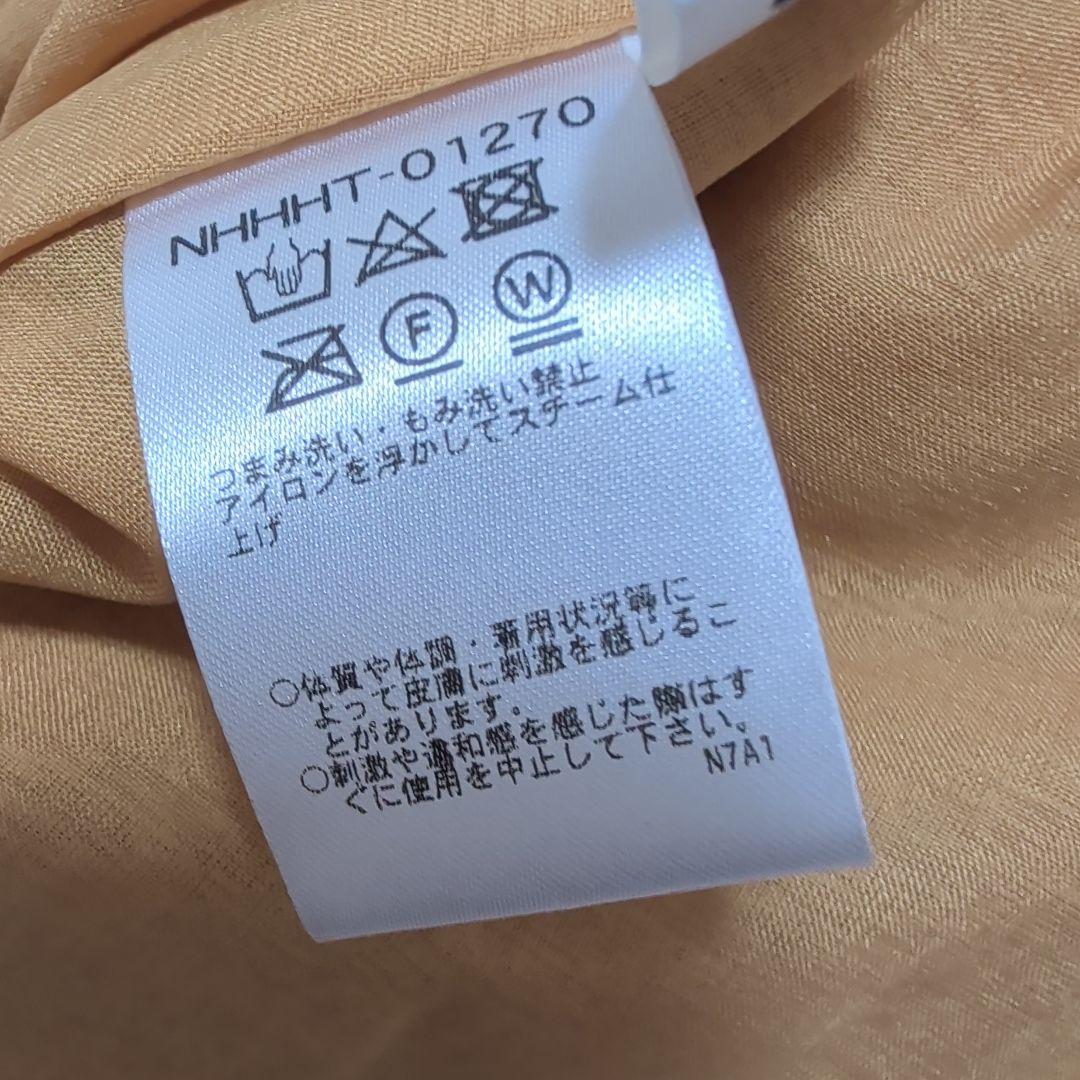 NHHHT-01270
F
W
つまみ洗い・もみ洗い禁止
アイロンを浮かしてスチーム仕
上げ
○体質や体調・着用状況等に
よって皮膚に刺激を感じるこ
とがあります。
○刺激や違和感を感じた際はす
ぐに使用を中止して下さい。
N7A1